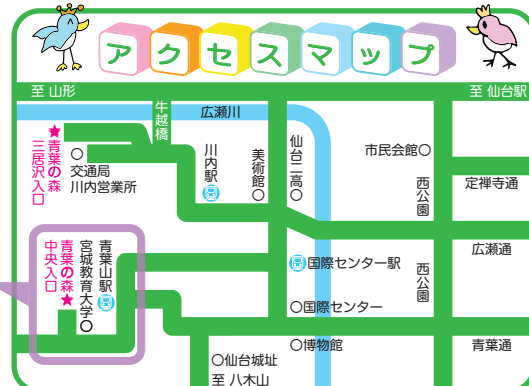 アクセスマップ
至 山形
至 仙台駅
牛越橋
広瀬川
★青葉の森
三居沢入口
○
交通局
川内営業所
川内駅
美術館○
仙台二高○
市民会館○
西公園
定禅寺通
広瀬通
青葉山駅
宮城教育大学○
青葉の森★
中央入口
国際センター駅
西公園
○国際センター
○博物館
青葉通
○仙台城址
至 八木山